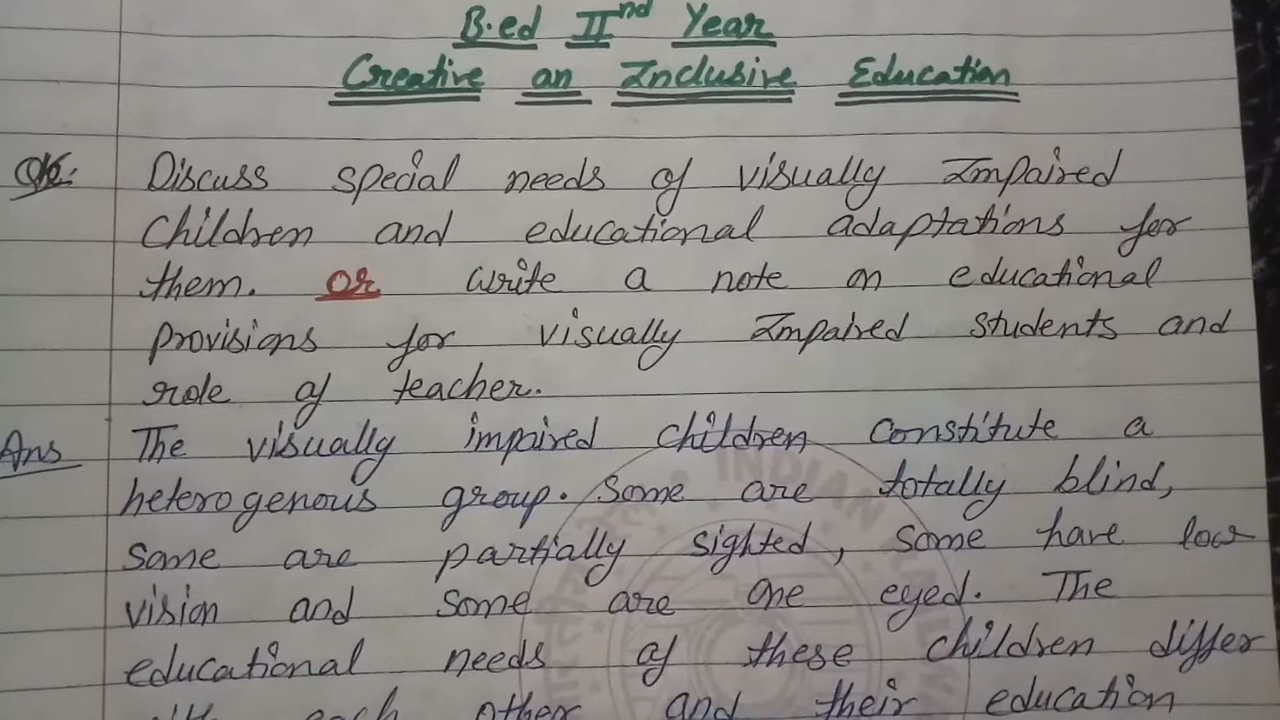 B.ed IInd Year
Creative an Inclusive Education
Discuss special needs of visually Impaired
Children and educational adaptations for
them. or write a note on educational
provisions for visually Impaired students and
role of teacher.
Ans The visually impaired children constitute a
heterogenous group. Some are totally blind,
some are partially sighted, some have low
vision and some are one eyed. The
educational needs of these children differ
each other and their education
INDIAN